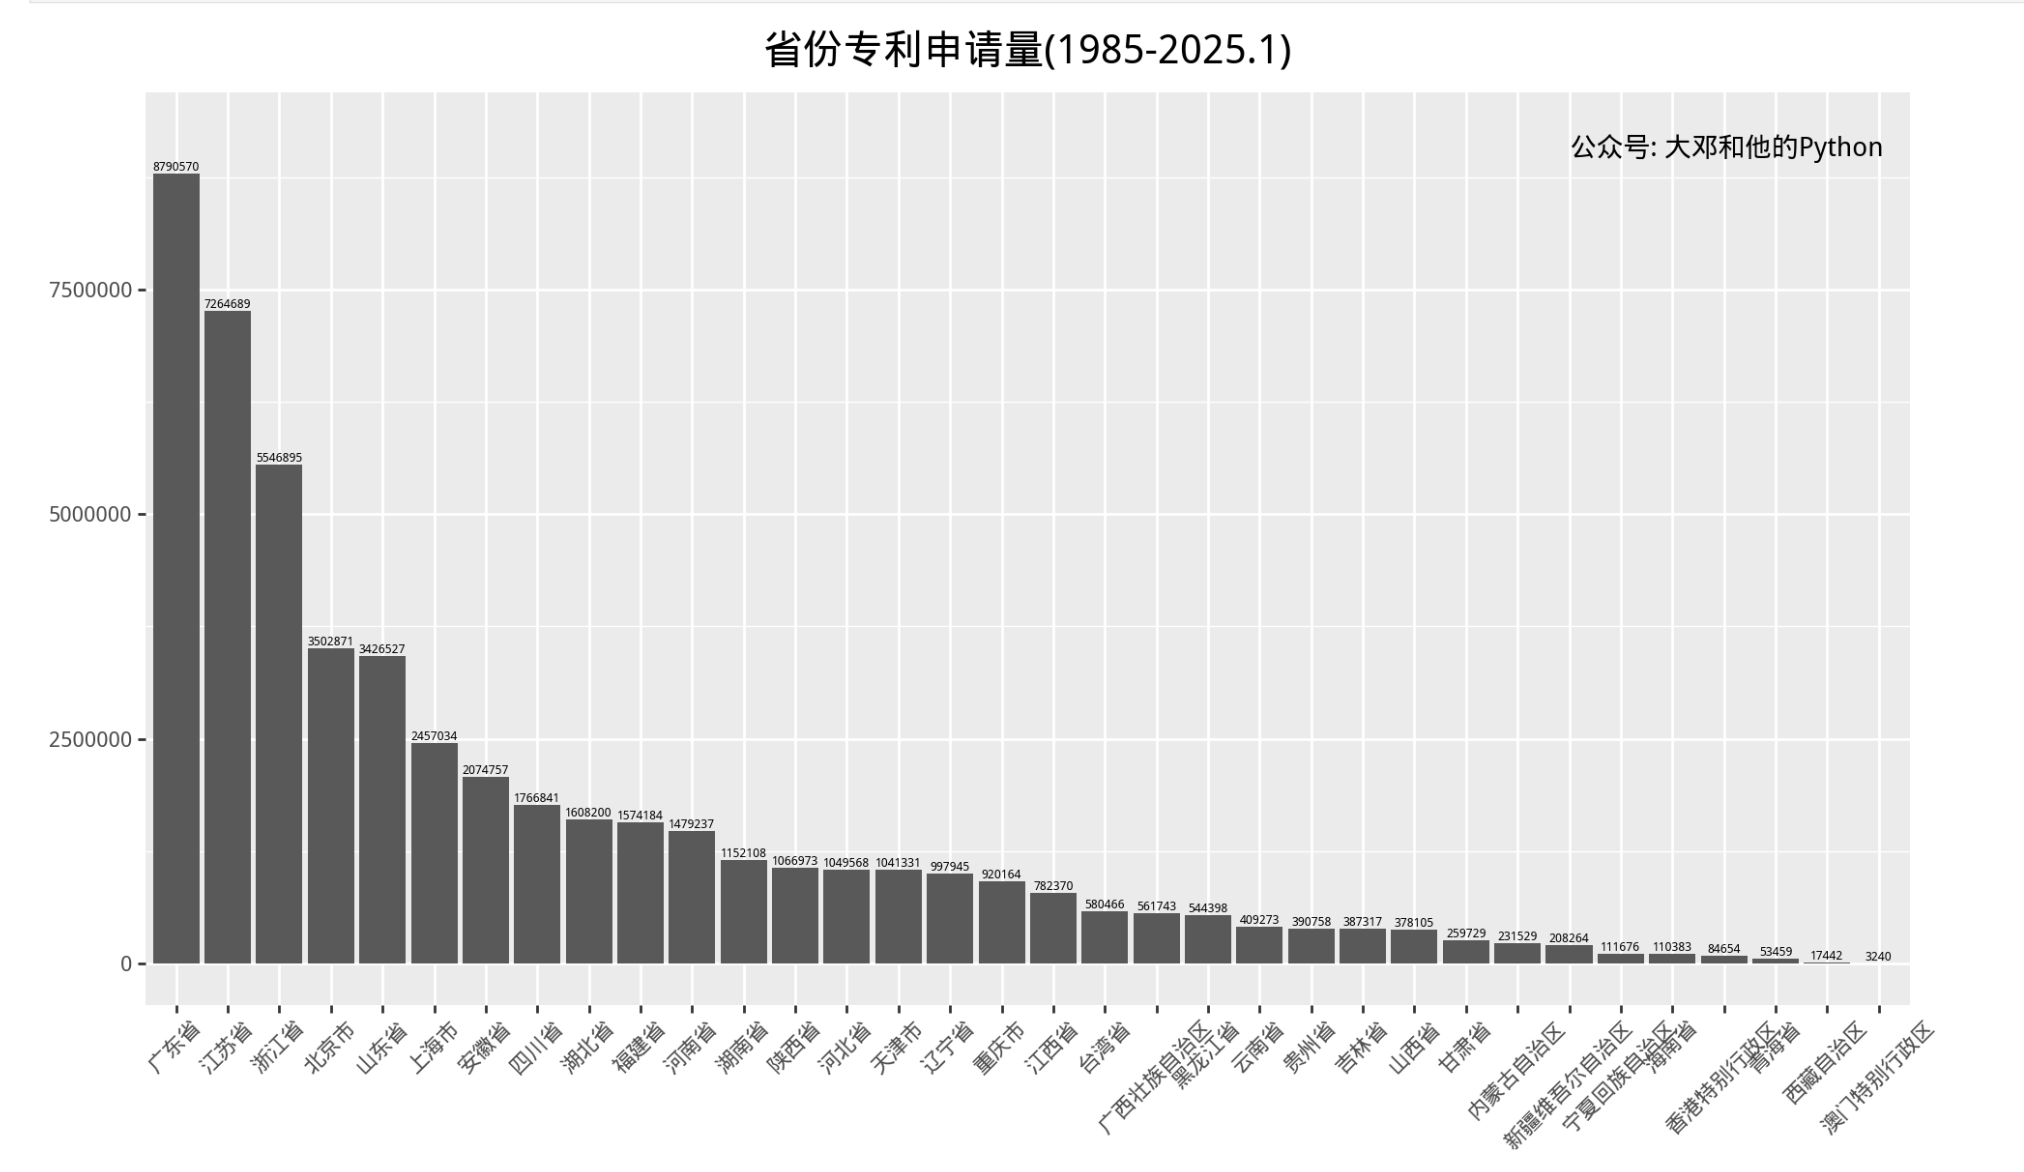 省份专利申请量(1985-2025.1)
公众号: 大邓和他的Python
8790570
7264689
5546895
3502871
3426527
2457034
2074757
1766841
1608200
1574184
1479237
1152108
1066973
1049568
1041331
997945
920164
782370
580466
561743
544398
409273
390758
387317
378105
259729
231529
208264
111676
110383
84654
53459
17442
3240
7500000
5000000
2500000
0
广东省
江苏省
浙江省
北京市
山东省
上海市
安徽省
四川省
湖北省
福建省
河南省
湖南省
陕西省
河北省
天津市
辽宁省
重庆市
江西省
台湾省
广西壮族自治区
黑龙江省
云南省
贵州省
吉林省
山西省
甘肃省
内蒙古自治区
新疆维吾尔自治区
宁夏回族自治区
海南省
香港特别行政区
青海省
西藏自治区
澳门特别行政区